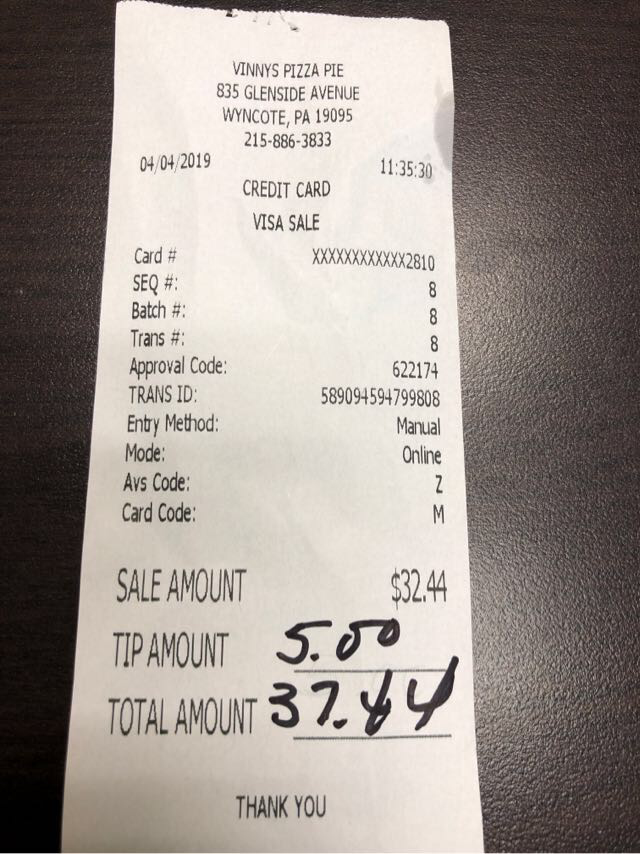 VINNYS PIZZA PIE
835 GLENSIDE AVENUE
WYNCOTE, PA 19095
215-886-3833
04/04/2019 11:35:30
CREDIT CARD
VISA SALE
Card # XXXXXXXXXXXX2810
SEQ #: 8
Batch #: 8
Trans #: 8
Approval Code: 622174
TRANS ID: 589094594799808
Entry Method: Manual
Mode: Online
Avs Code: Z
Card Code: M
SALE AMOUNT $32.44
TIP AMOUNT 5.00
TOTAL AMOUNT 37.44
THANK YOU